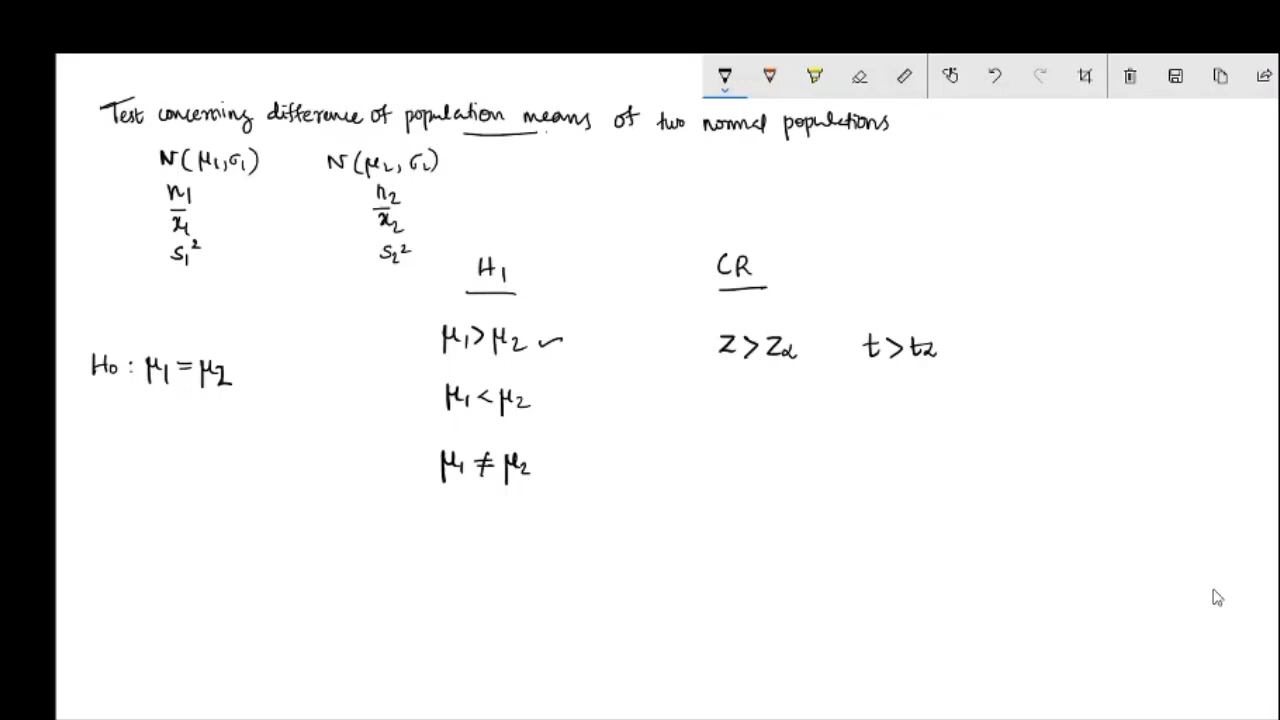 Test concerning difference of population means of two normal populations
N(μ₁,σ₁) N(μ₂,σ₂)
n₁ n₂
x̄₁ x̄₂
s₁² s₂²
H₁ CR
μ₁>μ₂ ✓ Z>Zα t>tα
H₀: μ₁=μ₂
μ₁<μ₂
μ₁≠μ₂